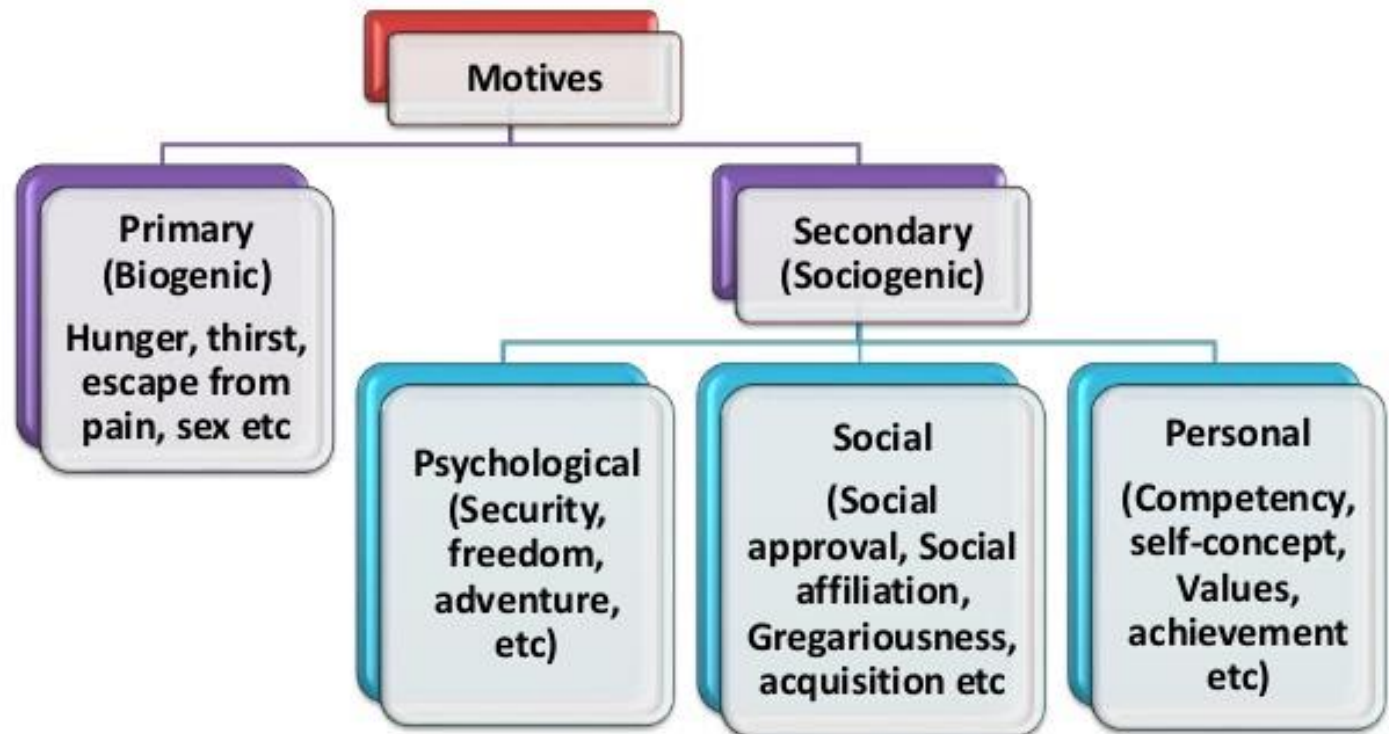 Motives
Primary
(Biogenic)
Hunger, thirst,
escape from
pain, sex etc
Secondary
(Sociogenic)
Psychological
(Security,
freedom,
adventure,
etc)
Social
(Social
approval, Social
affiliation,
Gregariousness,
acquisition etc
Personal
(Competency,
self-concept,
Values,
achievement
etc)